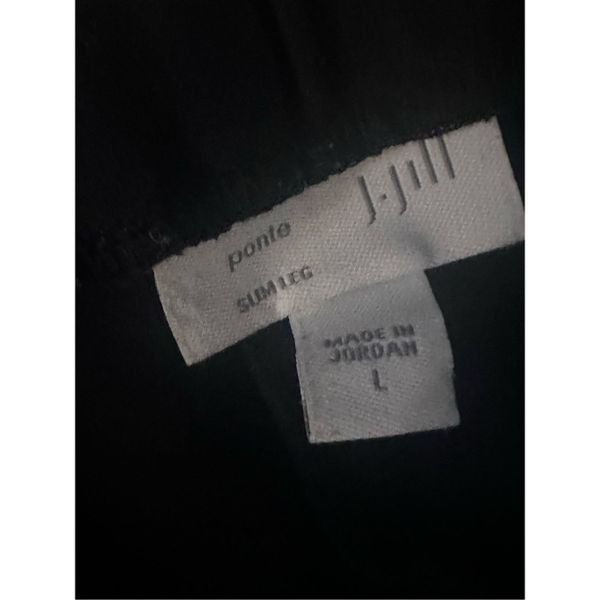 J.Jill
ponte
SLIM LEG
MADE IN
JORDAN
L